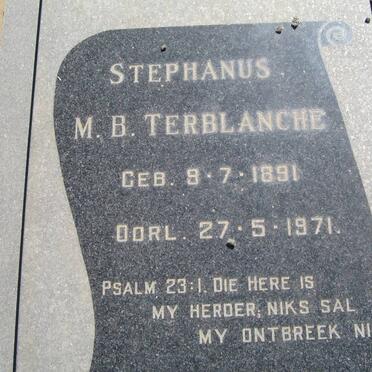 STEPHANUS
M. B. TERBLANCHE
GEB. 9-7-1891
OORL. 27-5-1971.
PSALM 23:1. DIE HERE IS
MY HERDER; NIKS SAL
MY ONTBREEK NI